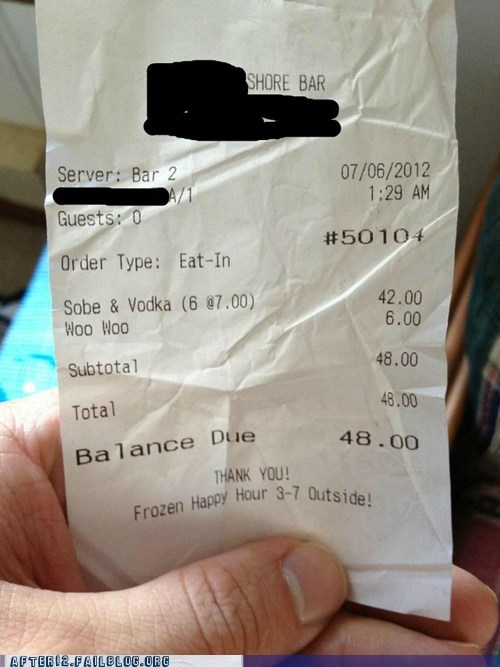 SHORE BAR
Server: Bar 2 07/06/2012
A/1 1:29 AM
Guests: 0
#50104
Order Type: Eat-In
Sobe & Vodka (6 @7.00) 42.00
Woo Woo 6.00
Subtotal 48.00
Total 48.00
Balance Due 48.00
THANK YOU!
Frozen Happy Hour 3-7 Outside!
AFTER12.FAILBLOG.ORG